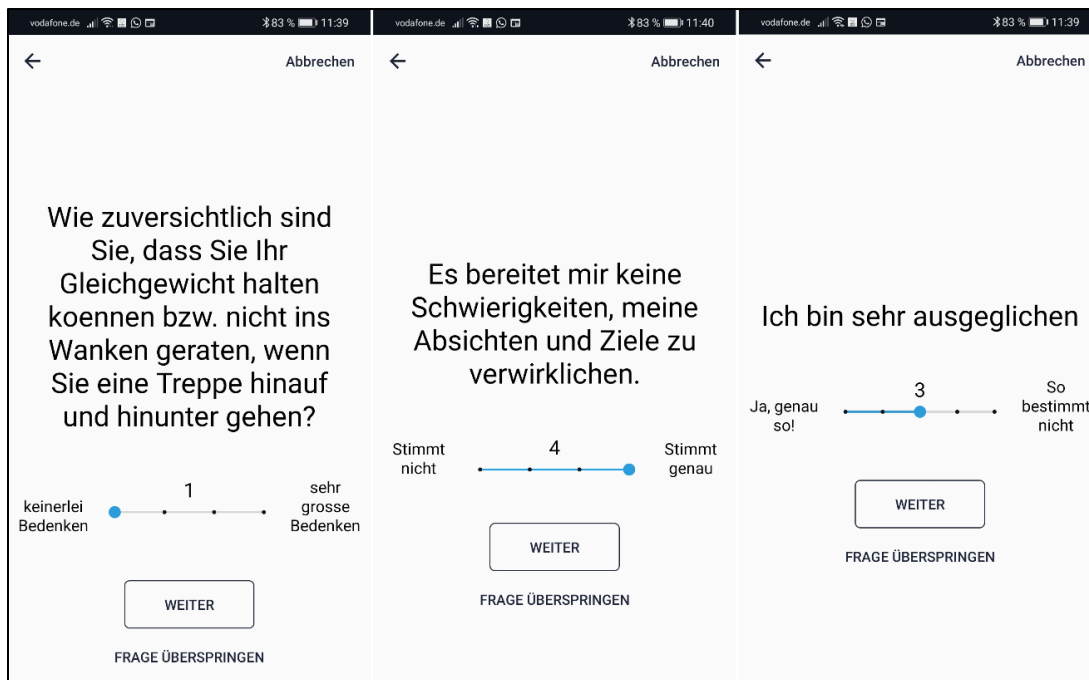 vodafone.de 83 % 11:39
Abbrechen
Wie zuversichtlich sind
Sie, dass Sie Ihr
Gleichgewicht halten
koennen bzw. nicht ins
Wanken geraten, wenn
Sie eine Treppe hinauf
und hinunter gehen?
keinerlei
Bedenken
1
sehr
grosse
Bedenken
WEITER
FRAGE ÜBERSPRINGEN
vodafone.de 83 % 11:40
Abbrechen
Es bereitet mir keine
Schwierigkeiten, meine
Absichten und Ziele zu
verwirklichen.
Stimmt
nicht
4
Stimmt
genau
WEITER
FRAGE ÜBERSPRINGEN
vodafone.de 83 % 11:39
Abbrechen
Ich bin sehr ausgeglichen
Ja, genau
so!
3
So
bestimmt
nicht
WEITER
FRAGE ÜBERSPRINGEN